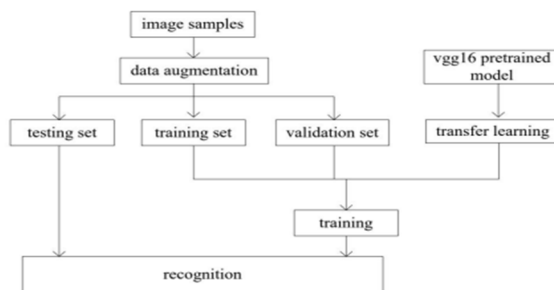 image samples
data augmentation
vgg16 pretrained
model
testing set
training set
validation set
transfer learning
training
recognition